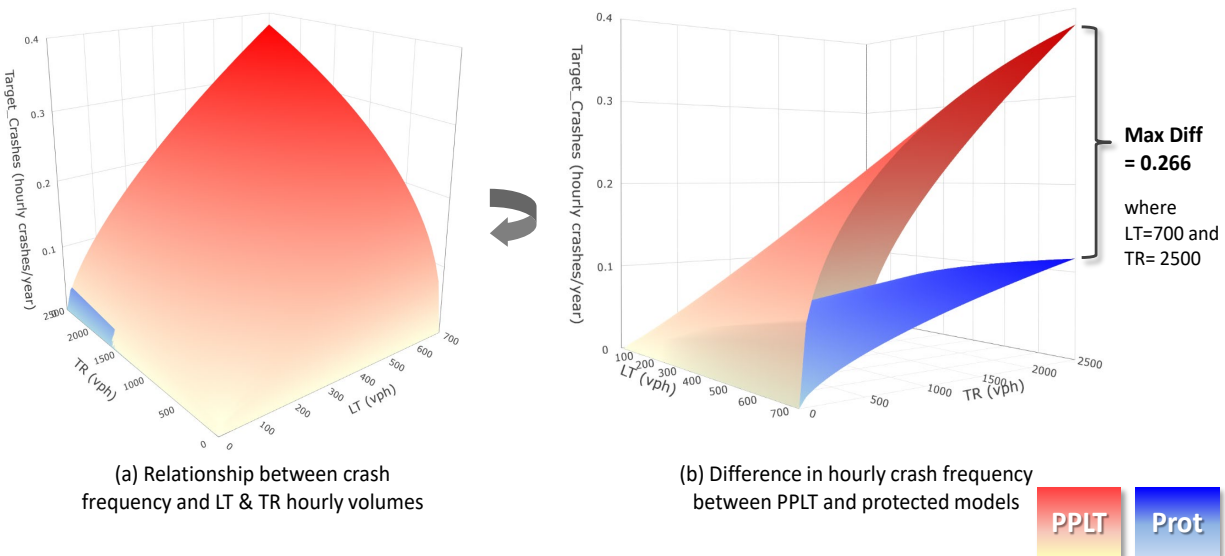 0.4
0.3
0.2
0.1
Target_Crashes (hourly crashes/year)
2500
2000
1500
1000
500
0
TR (vph)
0
100
200
300
400
500
600
700
LT (vph)
(a) Relationship between crash
frequency and LT & TR hourly volumes
0.4
0.3
0.2
0.1
0
Target_Crashes (hourly crashes/year)
100
200
300
400
500
600
700
LT (vph)
0
500
1000
1500
2000
2500
TR (vph)
Max Diff
= 0.266
where
LT=700 and
TR= 2500
(b) Difference in hourly crash frequency
between PPLT and protected models
PPLT
Prot